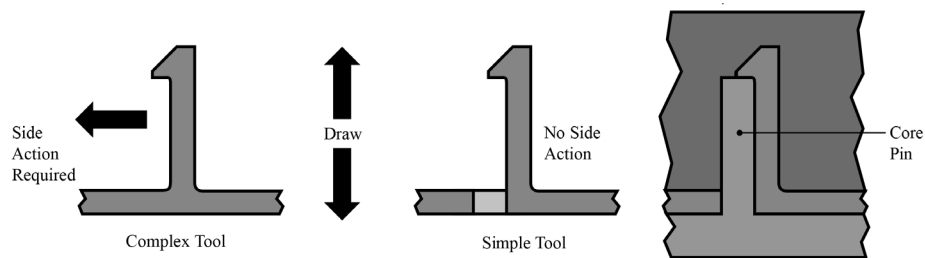 Side
Action
Required
Complex Tool
Draw
No Side
Action
Simple Tool
Core
Pin